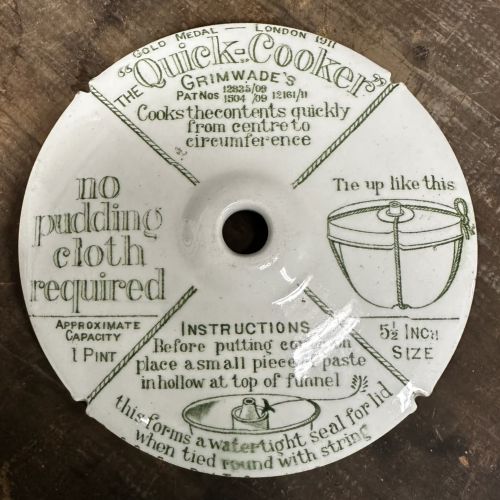 GOLD MEDAL — LONDON 1911
THE "Quick-Cooker"
GRIMWADE'S
PAT NOS 12835/09
1504 /09 12161/11
Cooks the contents quickly
from centre to
circumference
no
pudding
cloth
required
Tie up like this
APPROXIMATE
CAPACITY
1 PINT
5½ INCH
SIZE
INSTRUCTIONS
Before putting on
place a small piece paste
in hollow at top of funnel
this forms a watertight seal for lid
when tied round with string